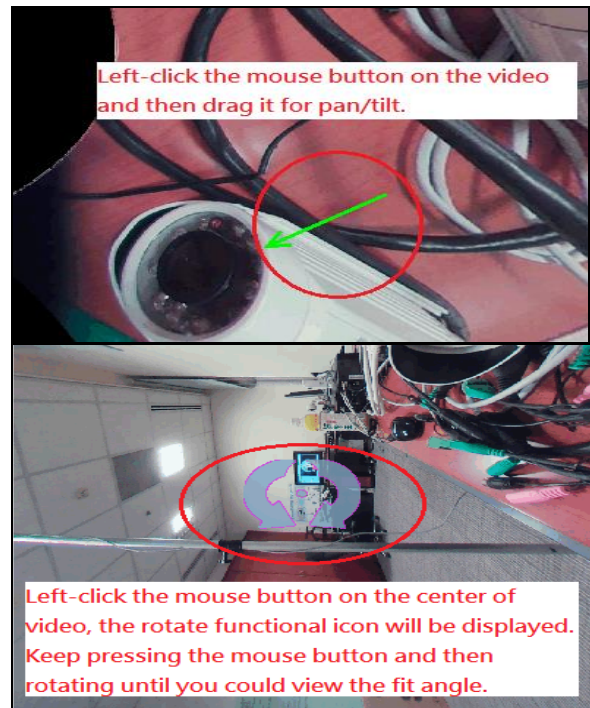 Left-click the mouse button on the video
and then drag it for pan/tilt.
Left-click the mouse button on the center of
video, the rotate functional icon will be displayed.
Keep pressing the mouse button and then
rotating until you could view the fit angle.